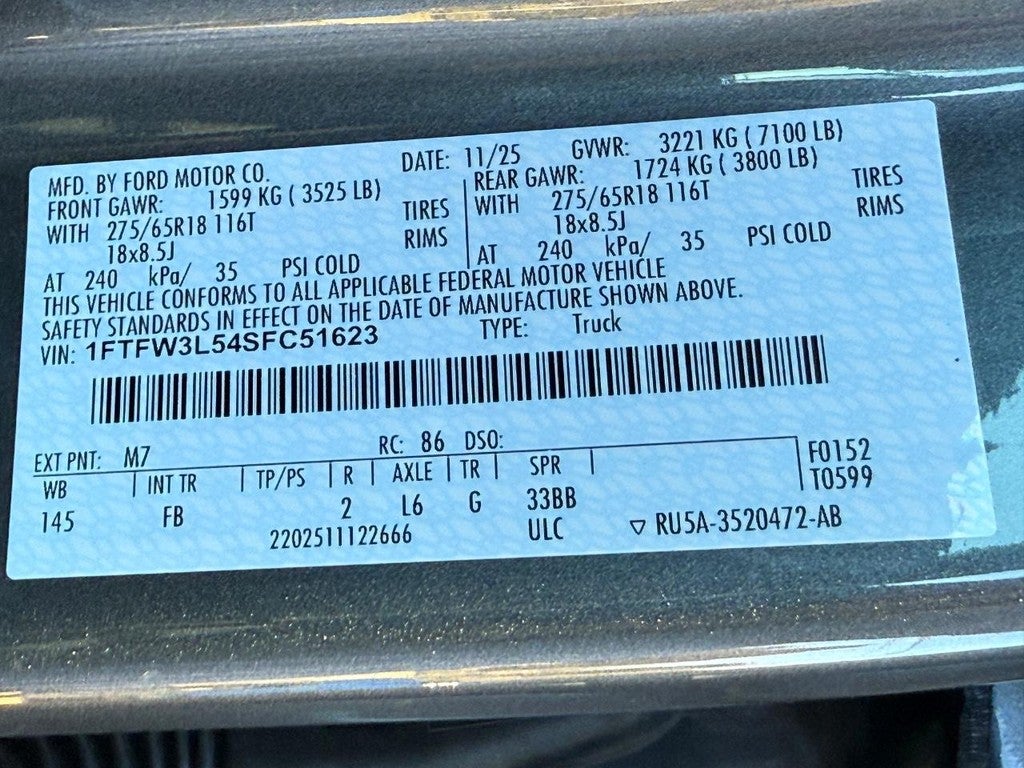 MFD. BY FORD MOTOR CO. DATE: 11/25 GVWR: 3221 KG ( 7100 LB)
FRONT GAWR: 1599 KG ( 3525 LB) REAR GAWR: 1724 KG ( 3800 LB)
WITH 275/65R18 116T TIRES WITH 275/65R18 116T TIRES
18x8.5J RIMS 18x8.5J RIMS
AT 240 kPa/ 35 PSI COLD AT 240 kPa/ 35 PSI COLD
THIS VEHICLE CONFORMS TO ALL APPLICABLE FEDERAL MOTOR VEHICLE
SAFETY STANDARDS IN EFFECT ON THE DATE OF MANUFACTURE SHOWN ABOVE.
VIN: 1FTFW3L54SFC51623 TYPE: Truck
EXT PNT: M7 RC: 86 DSO: F0152
WB INT TR TP/PS R AXLE TR SPR T0599
145 FB 2 L6 G 33BB
2202511122666 ULC ▽ RU5A-3520472-AB